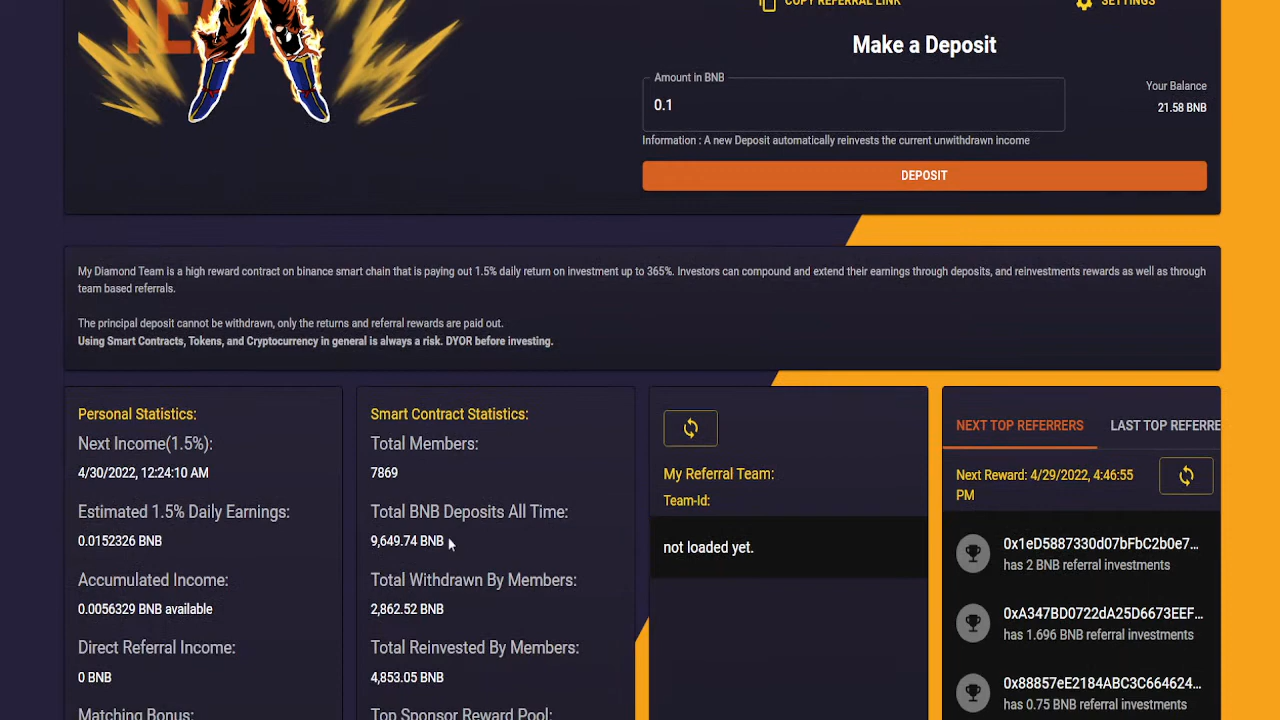 TEAM
COPY REFERRAL LINK
SETTINGS
Make a Deposit
Amount in BNB
0.1
Your Balance
21.58 BNB
Information : A new Deposit automatically reinvests the current unwithdrawn income
DEPOSIT
My Diamond Team is a high reward contract on binance smart chain that is paying out 1.5% daily return on investment up to 365%. Investors can compound and extend their earnings through deposits, and reinvestments rewards as well as through
team based referrals.
The principal deposit cannot be withdrawn, only the returns and referral rewards are paid out.
Using Smart Contracts, Tokens, and Cryptocurrency in general is always a risk. DYOR before investing.
Personal Statistics:
Next Income(1.5%):
4/30/2022, 12:24:10 AM
Estimated 1.5% Daily Earnings:
0.0152326 BNB
Accumulated Income:
0.0056329 BNB available
Direct Referral Income:
0 BNB
Matching Bonus:
Smart Contract Statistics:
Total Members:
7869
Total BNB Deposits All Time:
9,649.74 BNB
Total Withdrawn By Members:
2,862.52 BNB
Total Reinvested By Members:
4,853.05 BNB
Top Sponsor Reward Pool:
My Referral Team:
Team-Id:
not loaded yet.
NEXT TOP REFERRERS
LAST TOP REFERRE
Next Reward: 4/29/2022, 4:46:55
PM
0x1eD5887330d07bFbC2b0e7...
has 2 BNB referral investments
0xA347BD0722dA25D6673EEF...
has 1.696 BNB referral investments
0x88857eE2184ABC3C664624...
has 0.75 BNB referral investments